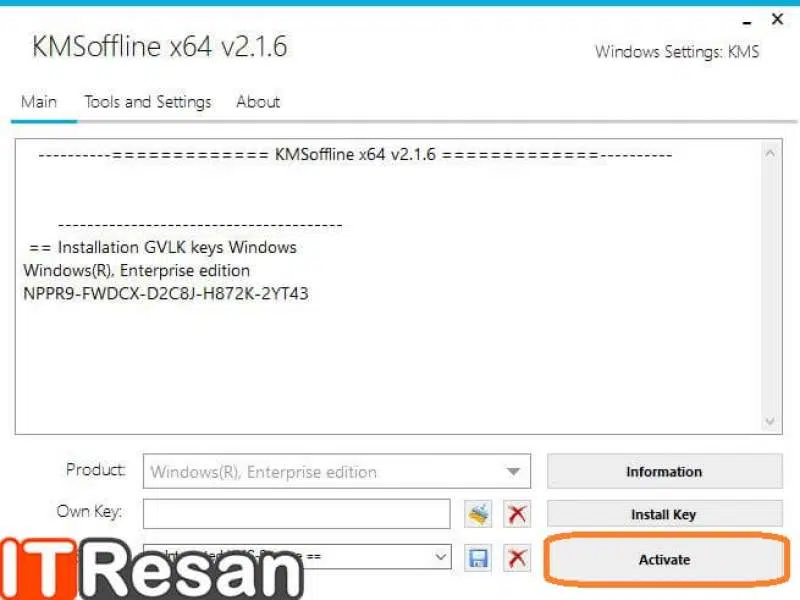 KMSoffline x64 v2.1.6
Windows Settings: KMS
Main Tools and Settings About
----------============= KMSoffline x64 v2.1.6 =============----------
---------------------------------------
== Installation GVLK keys Windows
Windows(R), Enterprise edition
NPPR9-FWDCX-D2C8J-H872K-2YT43
Product: Windows(R), Enterprise edition Information
Own Key: Install Key
== Activate
ITResan